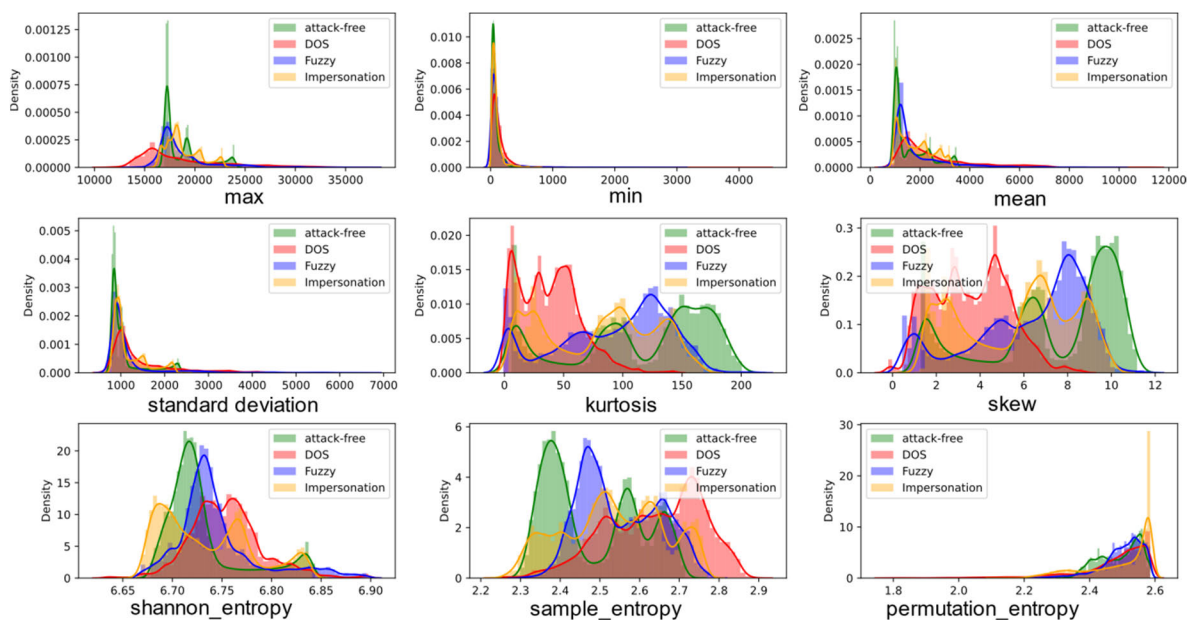 0.00125
0.00100
0.00075
0.00050
0.00025
0.00000
Density
attack-free
DOS
Fuzzy
Impersonation
10000 15000 20000 25000 30000 35000
max
0.010
0.008
0.006
0.004
0.002
0.000
Density
attack-free
DOS
Fuzzy
Impersonation
0 1000 2000 3000 4000
min
0.0025
0.0020
0.0015
0.0010
0.0005
0.0000
Density
attack-free
DOS
Fuzzy
Impersonation
0 2000 4000 6000 8000 10000 12000
mean
0.005
0.004
0.003
0.002
0.001
0.000
Density
attack-free
DOS
Fuzzy
Impersonation
1000 2000 3000 4000 5000 6000 7000
standard deviation
0.020
0.015
0.010
0.005
0.000
Density
attack-free
DOS
Fuzzy
Impersonation
0 50 100 150 200
kurtosis
0.3
0.2
0.1
0.0
Density
attack-free
DOS
Fuzzy
Impersonation
0 2 4 6 8 10 12
skew
20
15
10
5
0
Density
attack-free
DOS
Fuzzy
Impersonation
6.65 6.70 6.75 6.80 6.85 6.90
shannon_entropy
6
4
2
0
Density
attack-free
DOS
Fuzzy
Impersonation
2.2 2.3 2.4 2.5 2.6 2.7 2.8 2.9
sample_entropy
30
20
10
0
Density
attack-free
DOS
Fuzzy
Impersonation
1.8 2.0 2.2 2.4 2.6
permutation_entropy